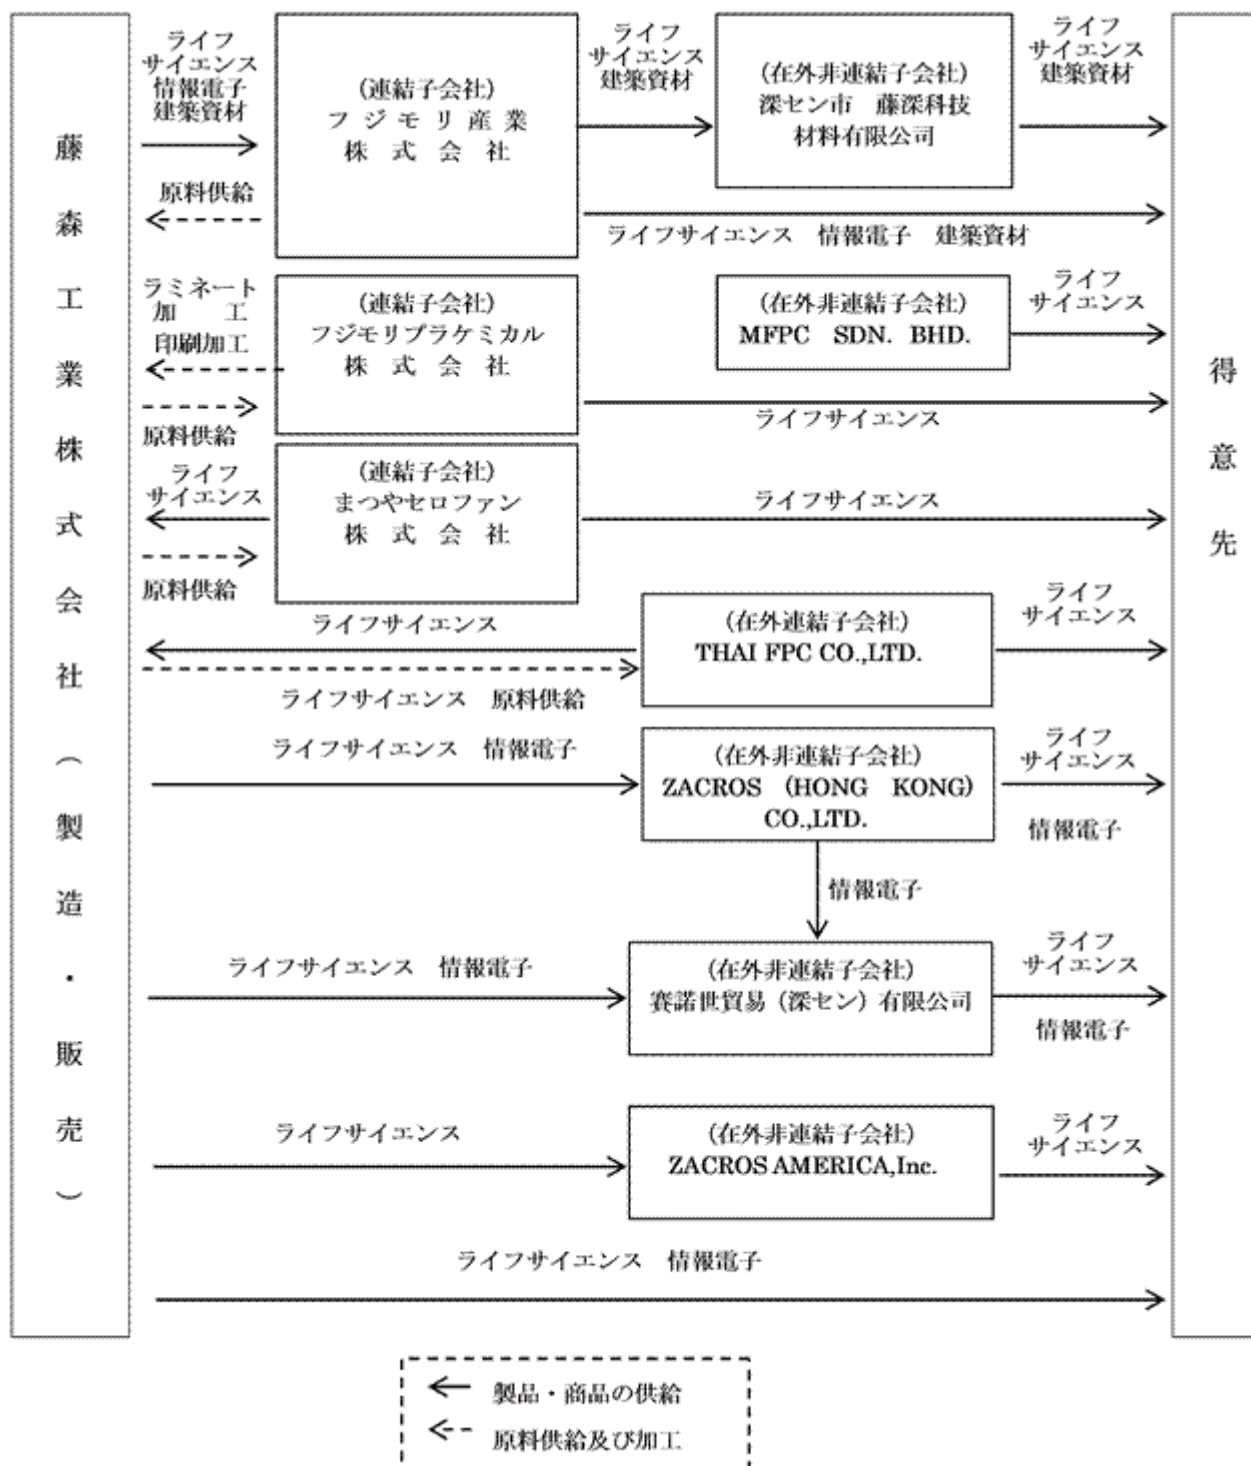 藤森工業株式会社（製造・販売）
ライフ
サイエンス
情報電子
建築資材
原料供給
（連結子会社）
フジモリ産業
株式会社
ライフ
サイエンス
建築資材
（在外非連結子会社）
深セン市　藤深科技
材料有限公司
ライフ
サイエンス
建築資材
ライフサイエンス　情報電子　建築資材
ラミネート
加　工
印刷加工
原料供給
（連結子会社）
フジモリプラケミカル
株式会社
（在外非連結子会社）
MFPC　SDN. BHD.
ライフ
サイエンス
ライフサイエンス
ライフ
サイエンス
原料供給
（連結子会社）
まつやセロファン
株式会社
ライフサイエンス
ライフサイエンス
ライフサイエンス　原料供給
（在外連結子会社）
THAI FPC CO.,LTD.
ライフ
サイエンス
ライフサイエンス　情報電子
（在外非連結子会社）
ZACROS　(HONG　KONG)
CO.,LTD.
ライフ
サイエンス
情報電子
情報電子
ライフサイエンス　情報電子
（在外非連結子会社）
賽諾世貿易（深セン）有限公司
ライフ
サイエンス
情報電子
ライフサイエンス
（在外非連結子会社）
ZACROS AMERICA,Inc.
ライフ
サイエンス
ライフサイエンス　情報電子
得意先
製品・商品の供給
原料供給及び加工